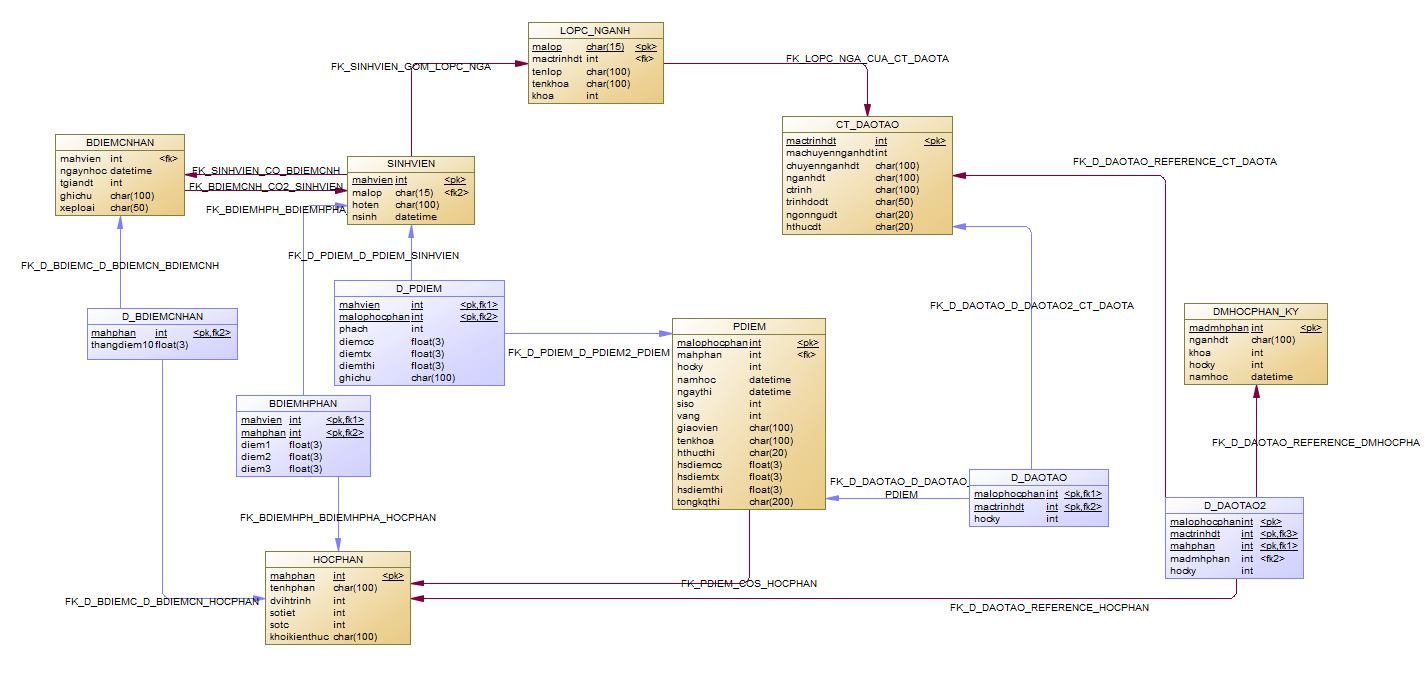 LOPC_NGANH
malop char(15) <pk>
mactrinhdt int <fk>
tenlop char(100)
tenkhoa char(100)
khoa int
FK_SINHVIEN_GOM_LOPC_NGA
FK_LOPC_NGA_CUA_CT_DAOTA
CT_DAOTAO
mactrinhdt int <pk>
machuyennganhdt int
chuyennganhdt char(100)
nganhdt char(100)
ctrinh char(100)
trinhdodt char(50)
ngonngudt char(20)
hthucdt char(20)
BDIEMCNHAN
mahvien int <fk>
ngaynhoc datetime
tgiandt int
ghichu char(100)
xeploai char(50)
FK_SINHVIEN_CO_BDIEMCNH
FK_BDIEMCNH_CO2_SINHVIEN
FK_BDIEMHPH_BDIEMHPHA_
SINHVIEN
mahvien int <pk>
malop char(15) <fk2>
hoten char(100)
nsinh datetime
FK_D_DAOTAO_REFERENCE_CT_DAOTA
FK_D_PDIEM_D_PDIEM_SINHVIEN
FK_D_BDIEMC_D_BDIEMCN_BDIEMCNH
D_PDIEM
mahvien int <pk,fk1>
malophocphan int <pk,fk2>
phach int
diemcc float(3)
diemtx float(3)
diemthi float(3)
ghichu char(100)
D_BDIEMCNHAN
mahphan int <pk,fk2>
thangdiem10 float(3)
FK_D_DAOTAO_D_DAOTAO2_CT_DAOTA
DMHOCPHAN_KY
madmhphan int <pk>
nganhdt char(100)
khoa int
hocky int
namhoc datetime
PDIEM
malophocphan int <pk>
mahphan int <fk>
hocky int
namhoc datetime
ngaythi datetime
siso int
vang int
giaovien char(100)
tenkhoa char(100)
hthucthi char(20)
hsdiemcc float(3)
hsdiemtx float(3)
hsdiemthi float(3)
tongkqthi char(200)
FK_D_PDIEM_D_PDIEM2_PDIEM
BDIEMHPHAN
mahvien int <pk,fk1>
mahphan int <pk,fk2>
diem1 float(3)
diem2 float(3)
diem3 float(3)
FK_D_DAOTAO_REFERENCE_DMHOCPHA
FK_D_DAOTAO_D_DAOTAO_
PDIEM
D_DAOTAO
malophocphan int <pk,fk1>
mactrinhdt int <pk,fk2>
hocky int
D_DAOTAO2
malophocphan int <pk>
mactrinhdt int <pk,fk3>
mahphan int <pk,fk1>
madmhphan int <fk2>
hocky int
FK_BDIEMHPH_BDIEMHPHA_HOCPHAN
HOCPHAN
mahphan int <pk>
tenhphan char(100)
dvihtrinh int
sotiet int
sotc int
khoikienthuc char(100)
FK_PDIEM_COS_HOCPHAN
FK_D_BDIEMC_D_BDIEMCN_HOCPHAN
FK_D_DAOTAO_REFERENCE_HOCPHAN